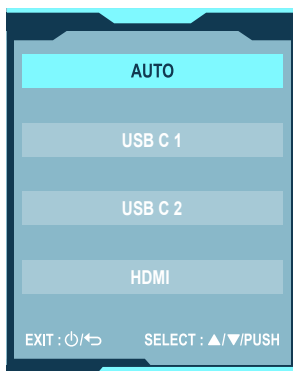 AUTO
USB C 1
USB C 2
HDMI
EXIT : ⏻/↩ SELECT : ▲/▼/PUSH